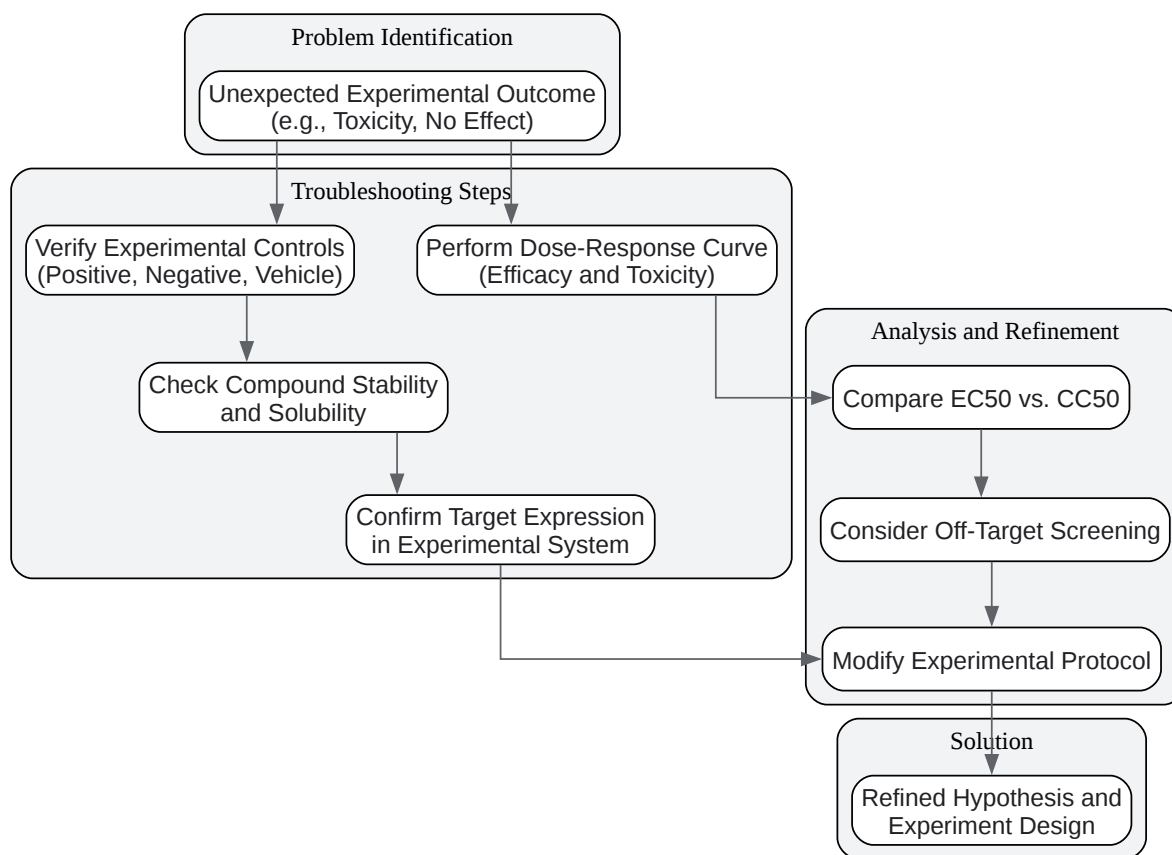 Problem Identification
Unexpected Experimental Outcome
(e.g., Toxicity, No Effect)
Troubleshooting Steps
Verify Experimental Controls
(Positive, Negative, Vehicle)
Perform Dose-Response Curve
(Efficacy and Toxicity)
Check Compound Stability
and Solubility
Confirm Target Expression
in Experimental System
Analysis and Refinement
Compare EC50 vs. CC50
Consider Off-Target Screening
Modify Experimental Protocol
Solution
Refined Hypothesis and
Experiment Design